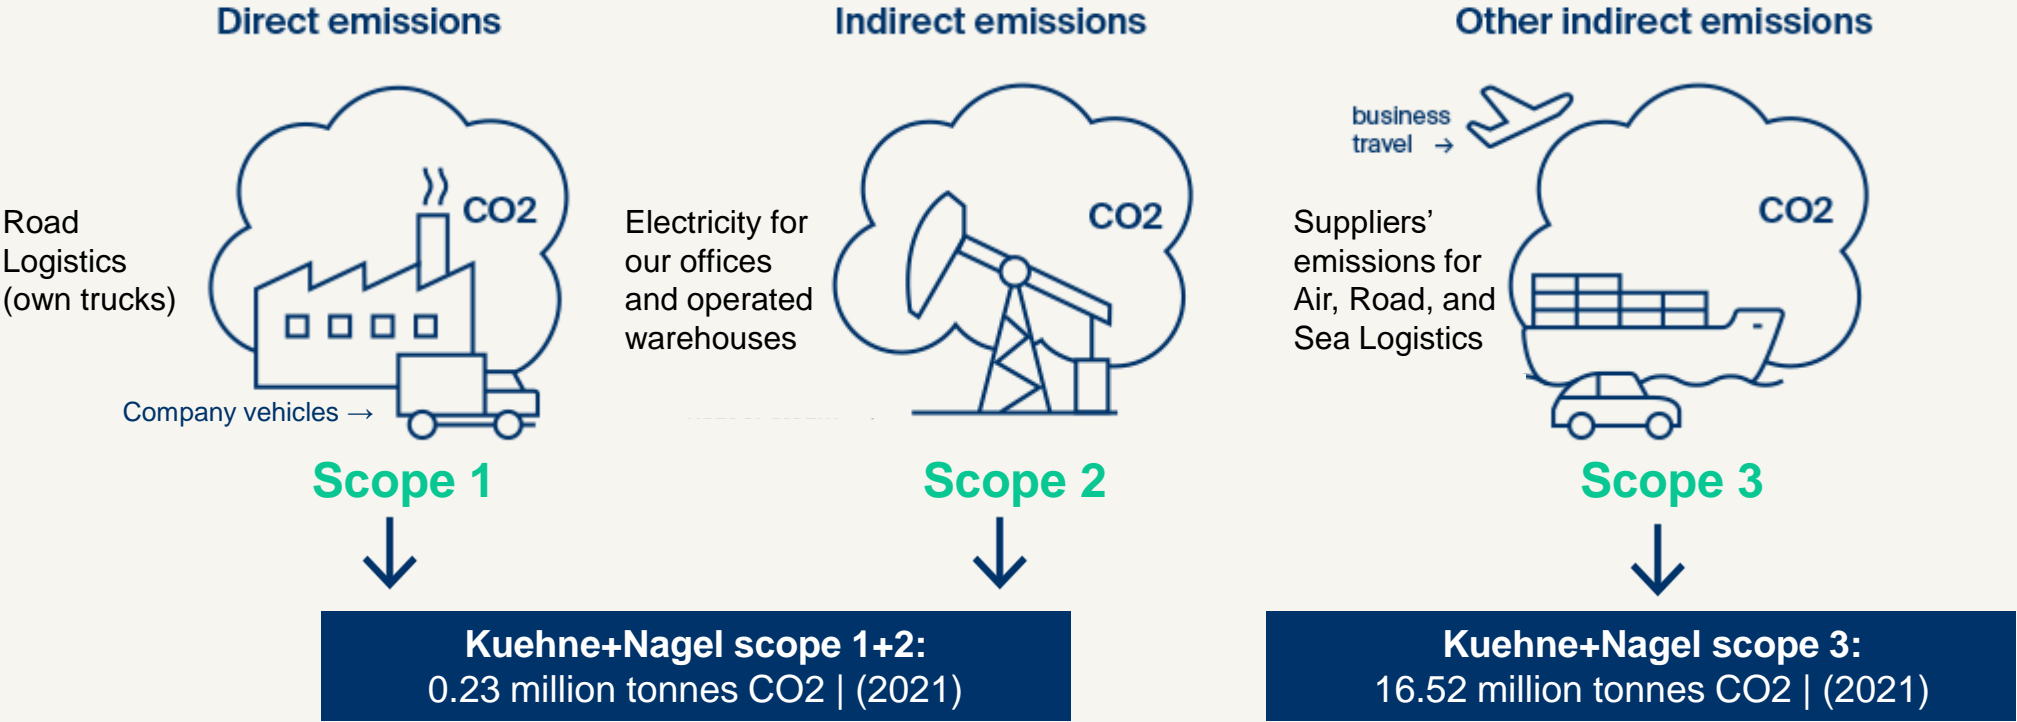 Direct emissions
Road
Logistics
(own trucks)
CO2
Company vehicles →
Scope 1
Indirect emissions
Electricity for
our offices
and operated
warehouses
CO2
Scope 2
Other indirect emissions
business
travel →
Suppliers’
emissions for
Air, Road, and
Sea Logistics
CO2
Scope 3
Kuehne+Nagel scope 1+2:
0.23 million tonnes CO2 | (2021)
Kuehne+Nagel scope 3:
16.52 million tonnes CO2 | (2021)